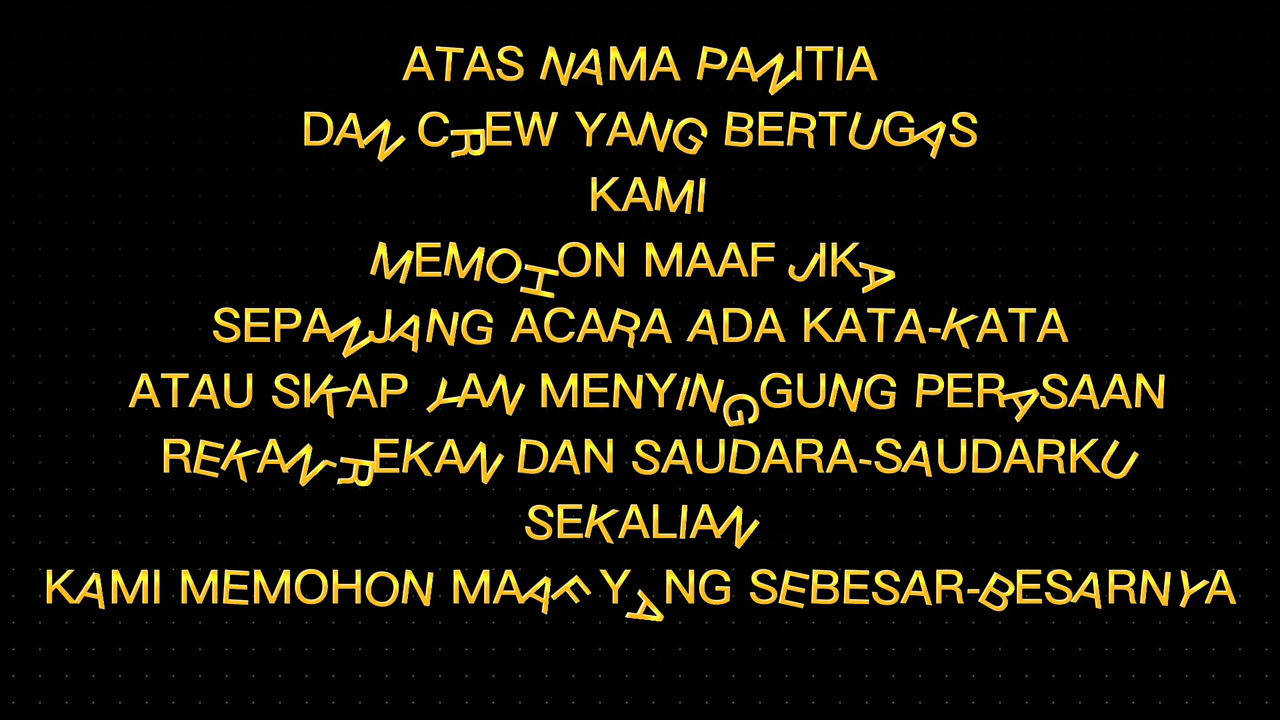 ATAS NAMA PANITIA
DAN CREW YANG BERTUGAS
KAMI
MEMOHON MAAF JIKA
SEPANJANG ACARA ADA KATA-KATA
ATAU SIKAP YAN MENYINGGUNG PERASAAN
REKAN-REKAN DAN SAUDARA-SAUDARKU
SEKALIAN
KAMI MEMOHON MAAF YANG SEBESAR-BESARNYA